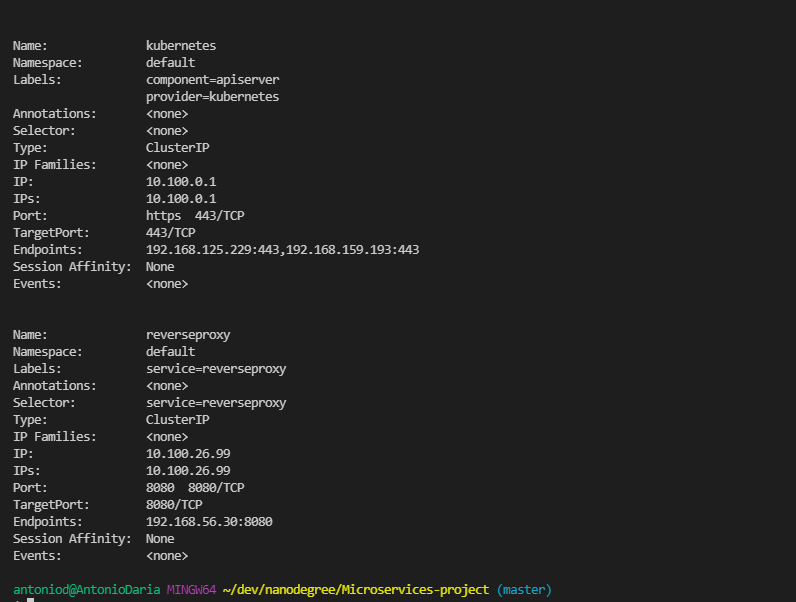 Name:              kubernetes
Namespace:         default
Labels:            component=apiserver
                   provider=kubernetes
Annotations:       <none>
Selector:          <none>
Type:              ClusterIP
IP Families:       <none>
IP:                10.100.0.1
IPs:               10.100.0.1
Port:              https  443/TCP
TargetPort:        443/TCP
Endpoints:         192.168.125.229:443,192.168.159.193:443
Session Affinity:  None
Events:            <none>
Name:              reverseproxy
Namespace:         default
Labels:            service=reverseproxy
Annotations:       <none>
Selector:          service=reverseproxy
Type:              ClusterIP
IP Families:       <none>
IP:                10.100.26.99
IPs:               10.100.26.99
Port:              8080  8080/TCP
TargetPort:        8080/TCP
Endpoints:         192.168.56.30:8080
Session Affinity:  None
Events:            <none>
antoniod@AntonioDaria MINGW64 ~/dev/nanodegree/Microservices-project (master)